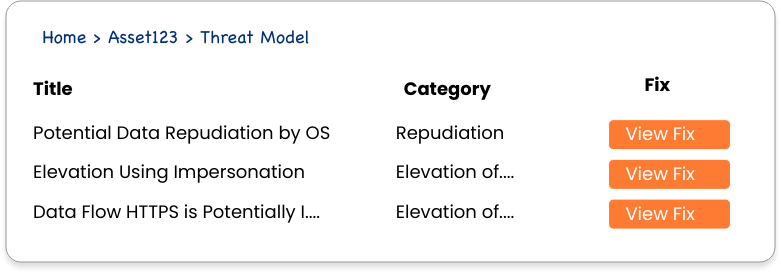 Home > Asset123 > Threat Model
Title Category Fix
Potential Data Repudiation by OS Repudiation View Fix
Elevation Using Impersonation Elevation of.... View Fix
Data Flow HTTPS is Potentially I.... Elevation of.... View Fix